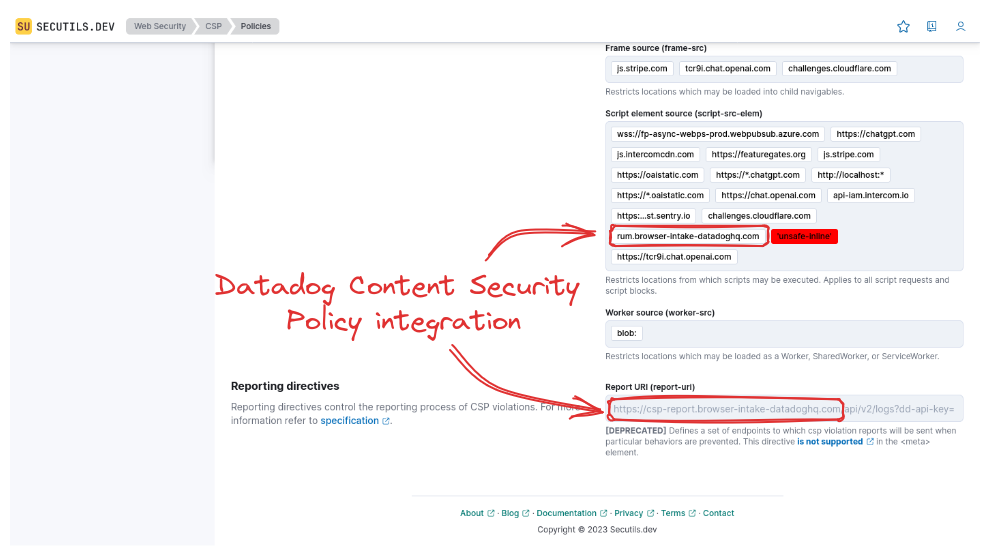 SU SECUTILS.DEV Web Security CSP Policies
Frame source (frame-src)
js.stripe.com tcr9i.chat.openai.com challenges.cloudflare.com
Restricts locations which may be loaded into child navigables.
Script element source (script-src-elem)
wss://fp-async-webps-prod.webpubsub.azure.com https://chatgpt.com
js.intercomcdn.com https://featuregates.org js.stripe.com
https://oaistatic.com https://*.chatgpt.com http://localhost:*
https://*.oaistatic.com https://chat.openai.com api-iam.intercom.io
https:...st.sentry.io challenges.cloudflare.com
rum.browser-intake-datadoghq.com 'unsafe-inline'
https://tcr9i.chat.openai.com
Restricts locations from which scripts may be executed. Applies to all script requests and
script blocks.
Datadog Content Security
Policy integration
Worker source (worker-src)
blob:
Restricts locations which may be loaded as a Worker, SharedWorker, or ServiceWorker.
Reporting directives
Reporting directives control the reporting process of CSP violations. For more
information refer to specification.
Report URI (report-uri)
https://csp-report.browser-intake-datadoghq.com/api/v2/logs?dd-api-key=
[DEPRECATED] Defines a set of endpoints to which csp violation reports will be sent when
particular behaviors are prevented. This directive is not supported in the <meta>
element.
About · Blog · Documentation · Privacy · Terms · Contact
Copyright © 2023 Secutils.dev